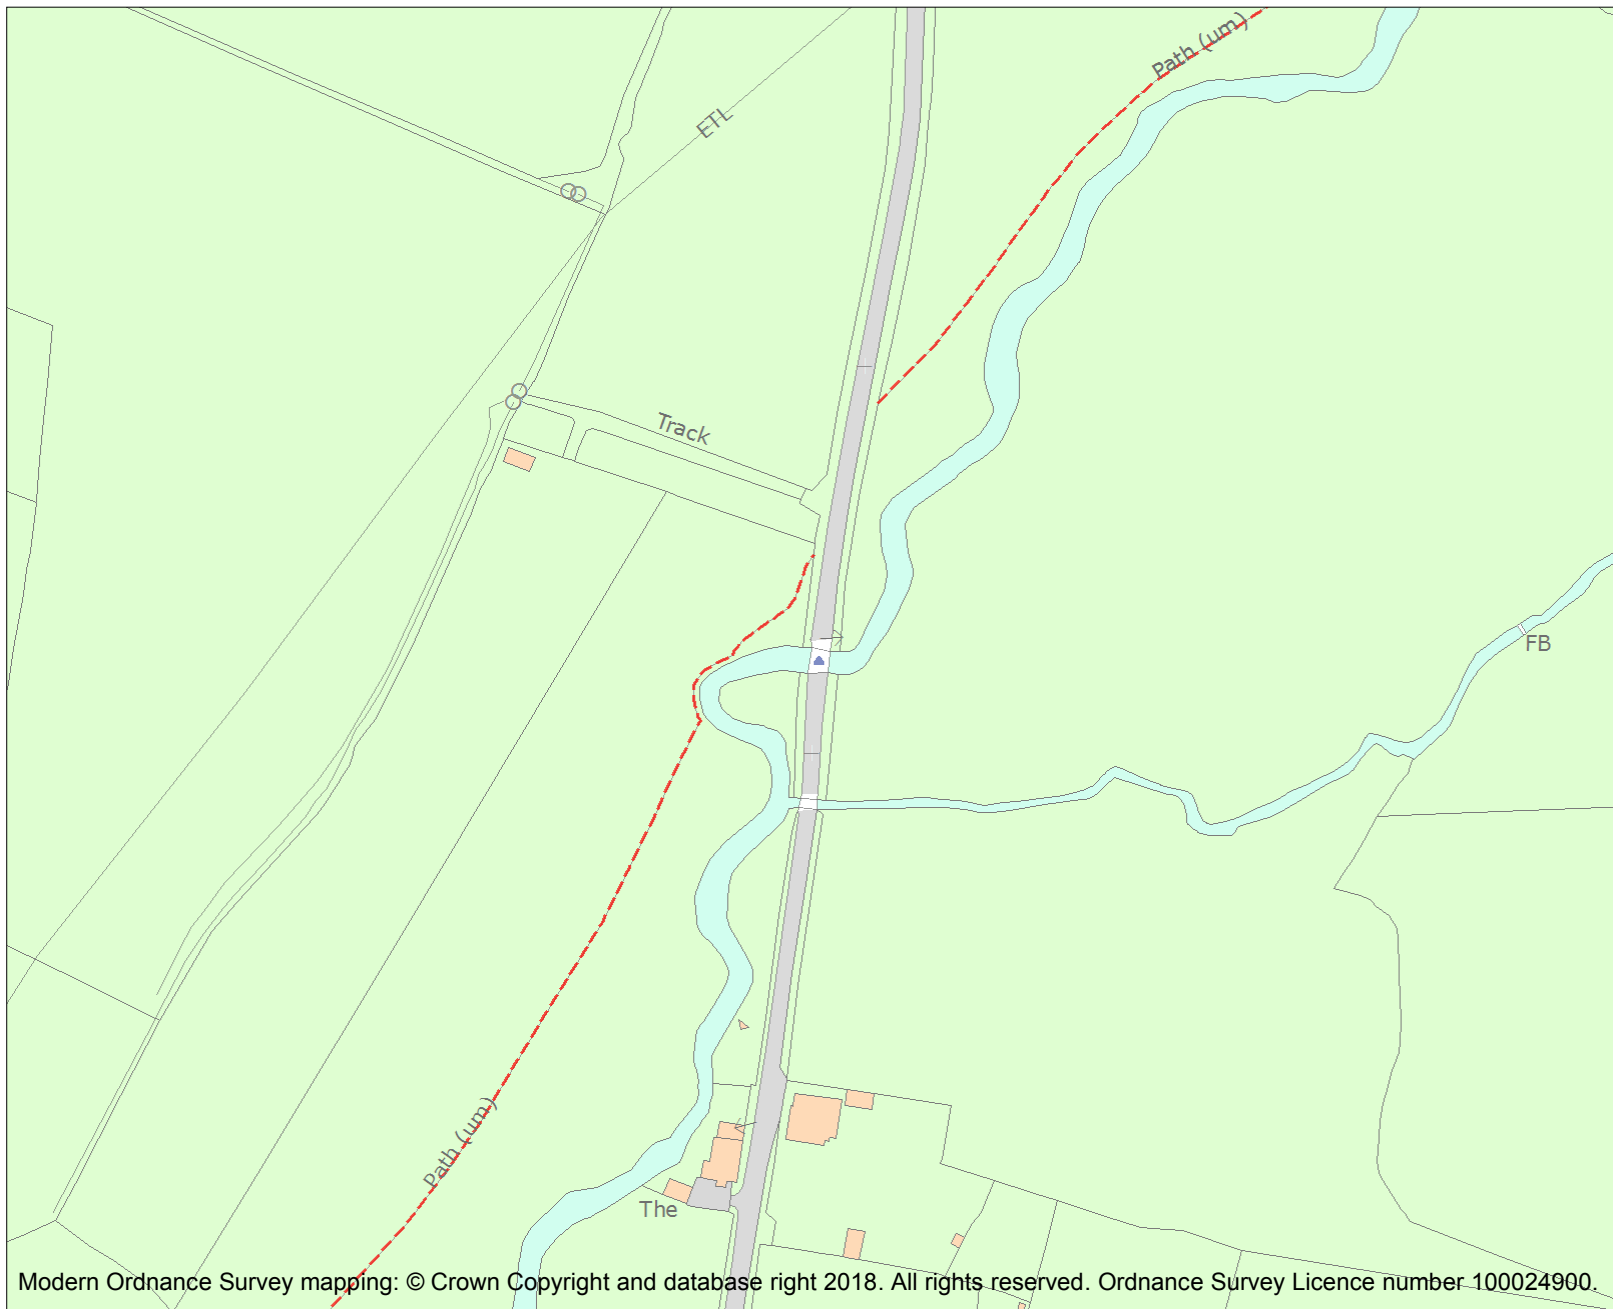 Path (um)
ETL
Track
FB
Path (um)
The
Modern Ordnance Survey mapping: © Crown Copyright and database right 2018. All rights reserved. Ordnance Survey Licence number 100024900.